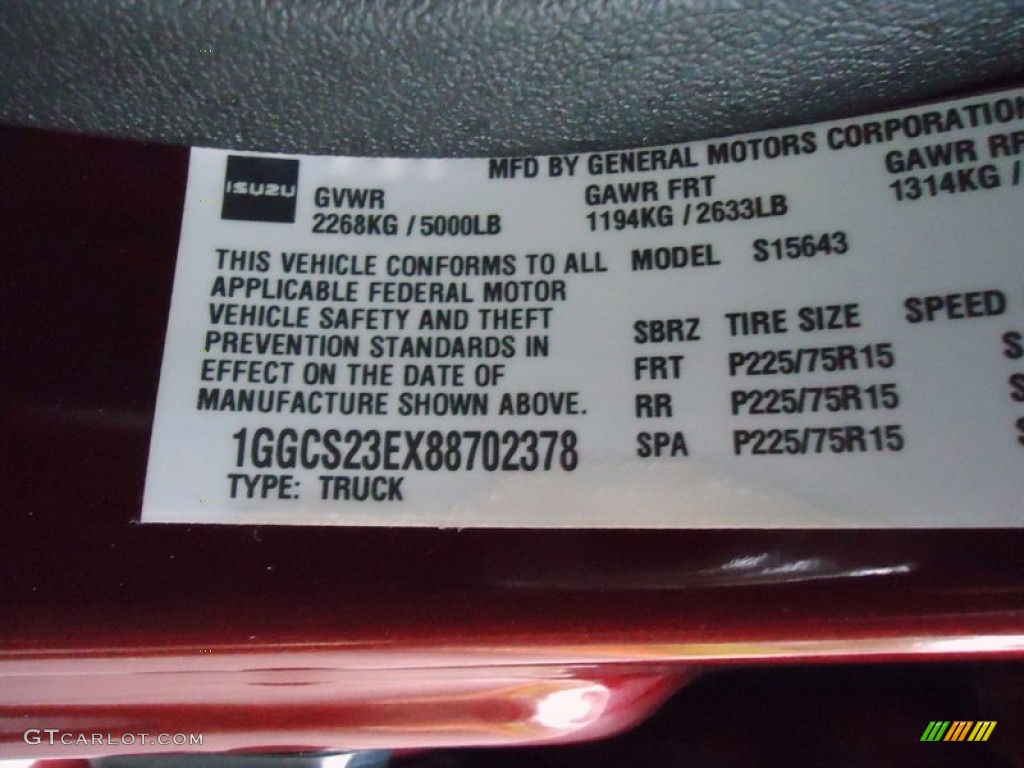 MFD BY GENERAL MOTORS CORPORATION
ISUZU
GVWR
2268KG / 5000LB
GAWR FRT
1194KG / 2633LB
GAWR
1314KG /
THIS VEHICLE CONFORMS TO ALL
APPLICABLE FEDERAL MOTOR
VEHICLE SAFETY AND THEFT
PREVENTION STANDARDS IN
EFFECT ON THE DATE OF
MANUFACTURE SHOWN ABOVE.
1GGCS23EX88702378
TYPE: TRUCK
MODEL S15643
SBRZ TIRE SIZE SPEED
FRT P225/75R15 S
RR P225/75R15 S
SPA P225/75R15
GTCARLOT.COM